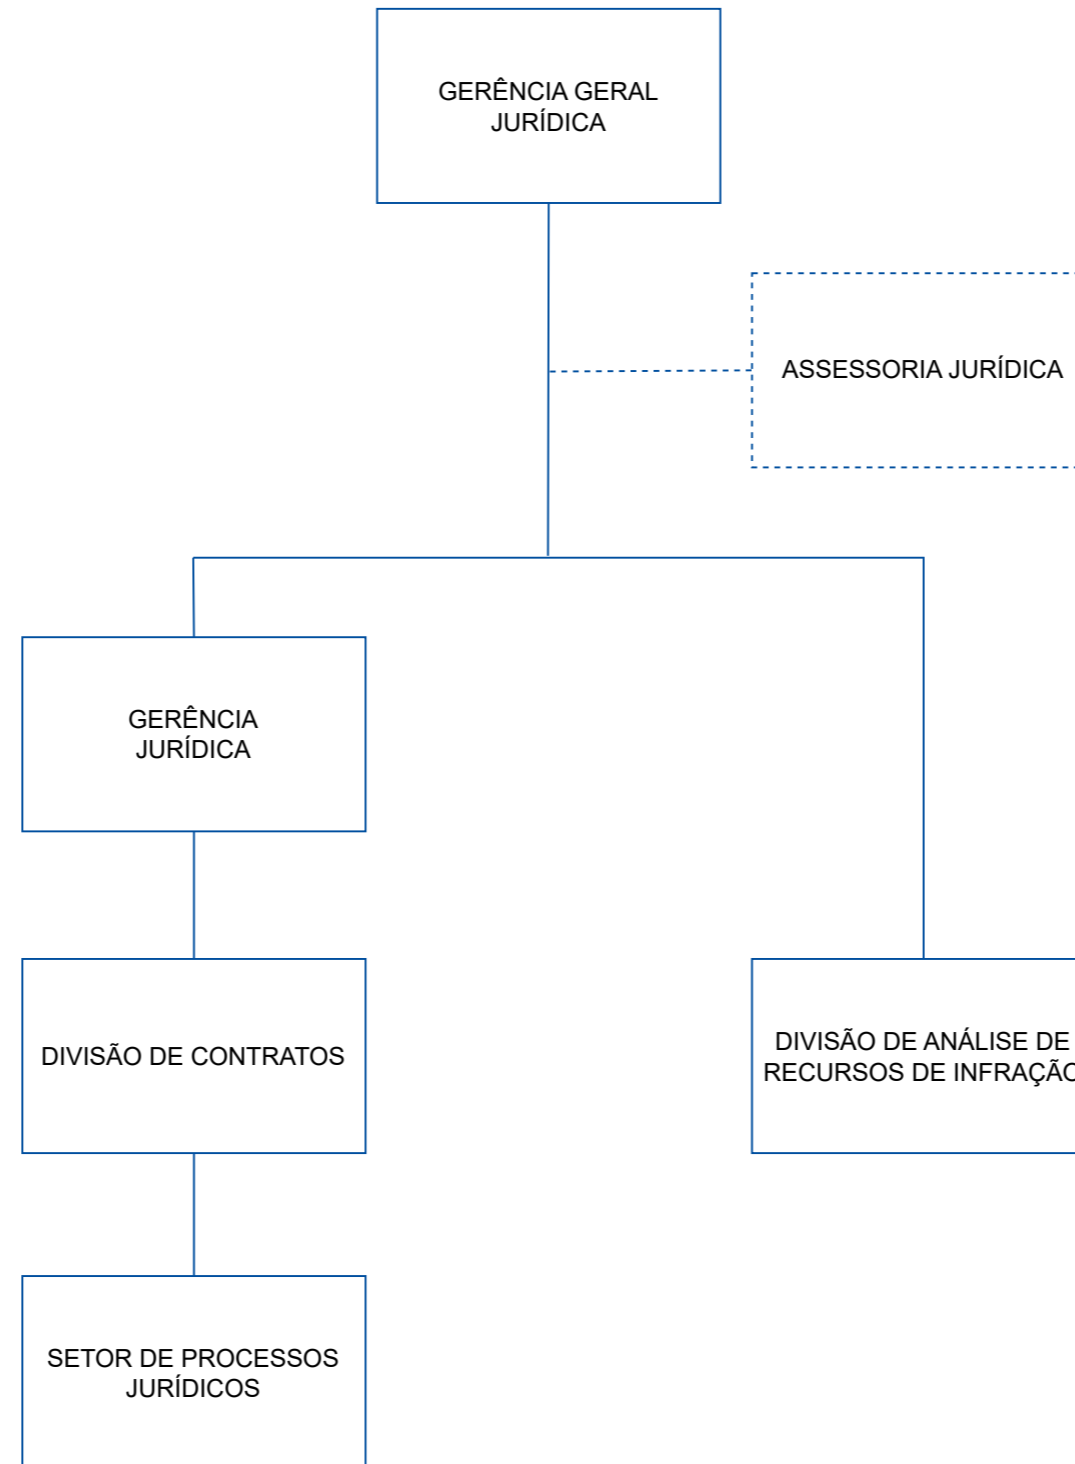 GERÊNCIA GERAL
JURÍDICA
ASSESSORIA JURÍDICA
GERÊNCIA
JURÍDICA
DIVISÃO DE CONTRATOS
DIVISÃO DE ANÁLISE DE
RECURSOS DE INFRAÇÃO
SETOR DE PROCESSOS
JURÍDICOS